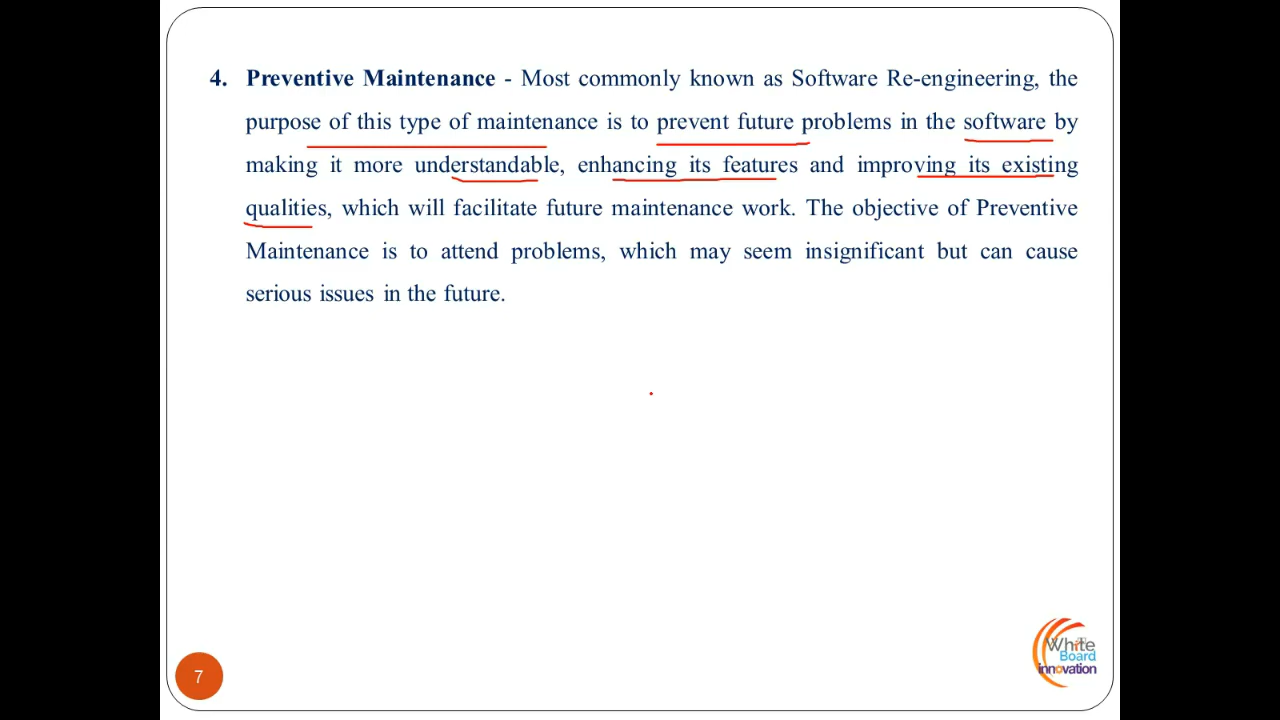 4. Preventive Maintenance - Most commonly known as Software Re-engineering, the
purpose of this type of maintenance is to prevent future problems in the software by
making it more understandable, enhancing its features and improving its existing
qualities, which will facilitate future maintenance work. The objective of Preventive
Maintenance is to attend problems, which may seem insignificant but can cause
serious issues in the future.
White
Board
innovation
7